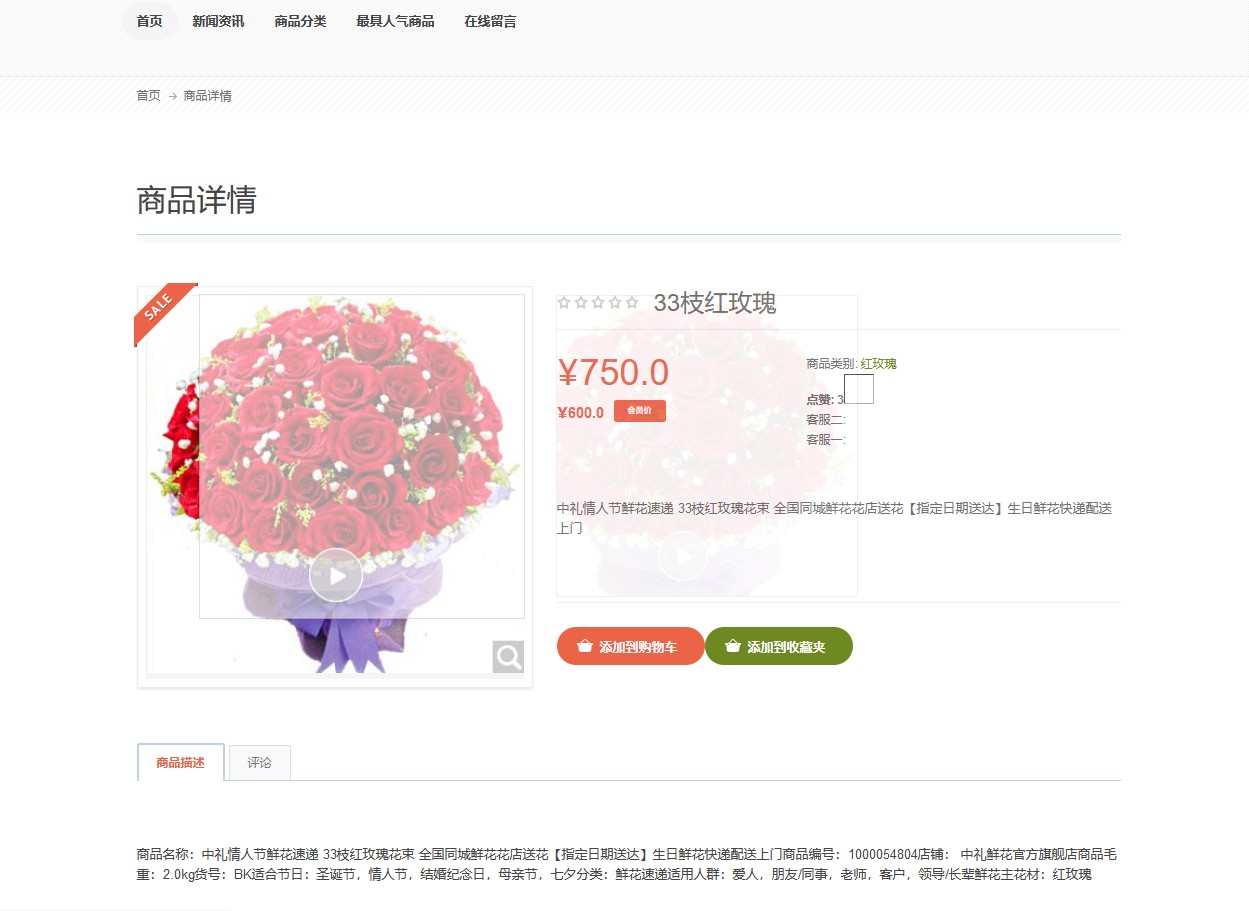 首页 新闻资讯 商品分类 最具人气商品 在线留言
首页 → 商品详情
商品详情
SALE
33枝红玫瑰
¥750.0
¥600.0 会员价
商品类别: 红玫瑰
点赞: 3
客服二:
客服一:
中礼情人节鲜花速递 33枝红玫瑰花束 全国同城鲜花花店送花【指定日期送达】生日鲜花快递配送
上门
添加到购物车 添加到收藏夹
商品描述 评论
商品名称：中礼情人节鲜花速递 33枝红玫瑰花束 全国同城鲜花花店送花【指定日期送达】生日鲜花快递配送上门商品编号：1000054804店铺： 中礼鲜花官方旗舰店商品毛
重：2.0kg货号：BK适合节日：圣诞节，情人节，结婚纪念日，母亲节，七夕分类：鲜花速递适用人群：爱人，朋友/同事，老师，客户，领导/长辈鲜花主花材：红玫瑰